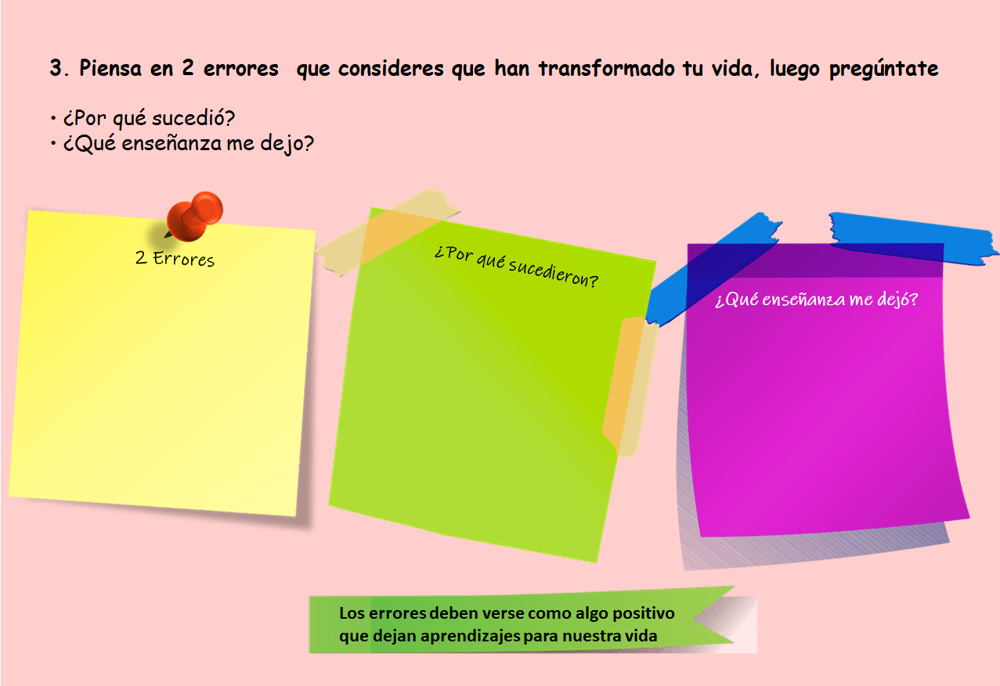 3. Piensa en 2 errores que consideres que han transformado tu vida, luego pregúntate
• ¿Por qué sucedió?
• ¿Qué enseñanza me dejo?
2 Errores
¿Por qué sucedieron?
¿Qué enseñanza me dejó?
Los errores deben verse como algo positivo
que dejan aprendizajes para nuestra vida